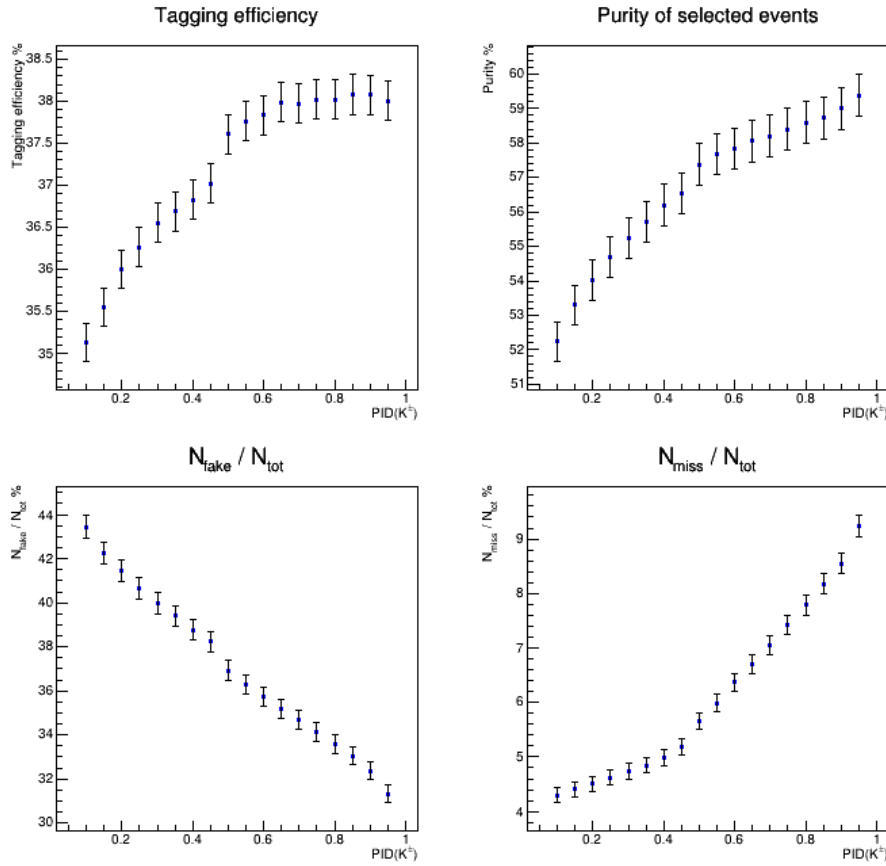 Tagging efficiency
Tagging efficiency %
38.5
38
37.5
37
36.5
36
35.5
35
0.2 0.4 0.6 0.8 1
PID(K±)
Purity of selected events
Purity %
60
59
58
57
56
55
54
53
52
51
0.2 0.4 0.6 0.8 1
PID(K±)
Nfake / Ntot
Nfake / Ntot %
44
42
40
38
36
34
32
30
0.2 0.4 0.6 0.8 1
PID(K±)
Nmiss / Ntot
Nmiss / Ntot %
9
8
7
6
5
4
0.2 0.4 0.6 0.8 1
PID(K±)